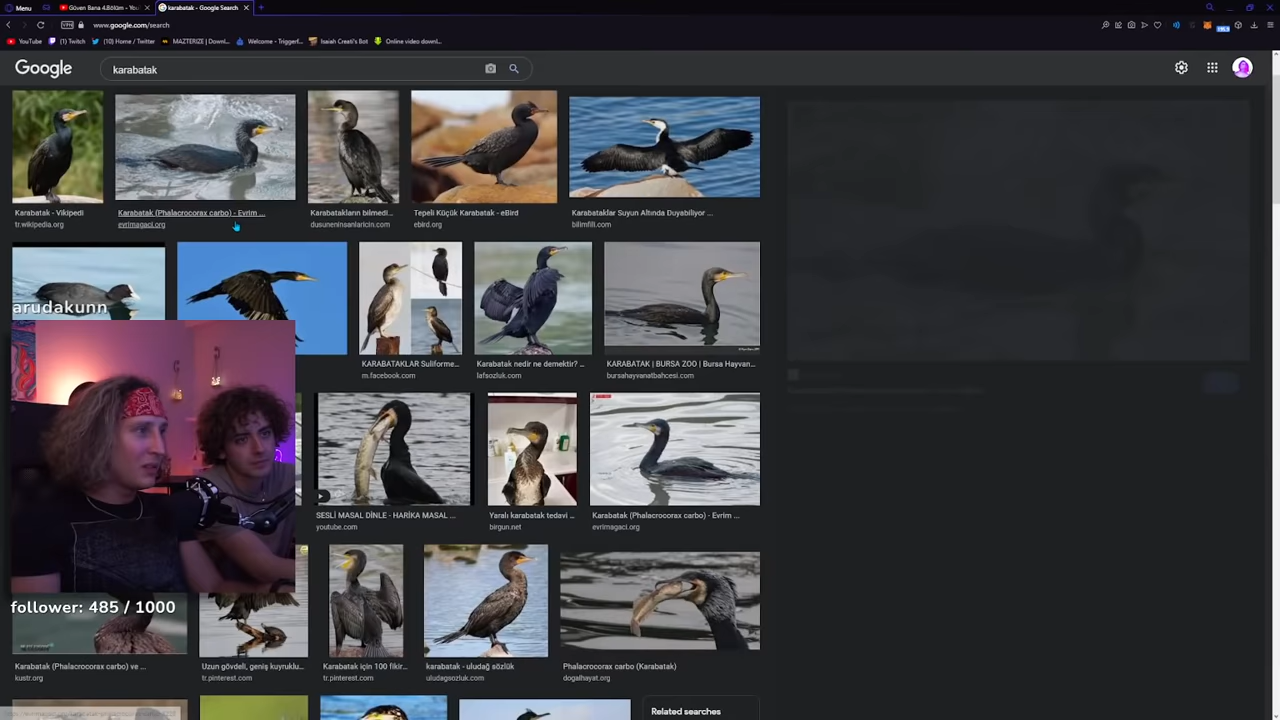 Menu
Güven Bana 4.Bölüm - You
karabatak - Google Search
VPN
www.google.com/search
YouTube
(1) Twitch
(10) Home / Twitter
MAZTERIZE | Downl...
Welcome - Triggerf...
Isaiah Creati's Bot
Online video downl...
Google
karabatak
Karabatak - Vikipedi
tr.wikipedia.org
Karabatak (Phalacrocorax carbo) - Evrim ...
evrimagaci.org
Karabatakların bilmedi...
dusuneninsanlaricin.com
Tepeli Küçük Karabatak - eBird
ebird.org
Karabataklar Suyun Altında Duyabiliyor ...
bilimfili.com
arudakunn
KARABATAKLAR Suliforme...
m.facebook.com
Karabatak nedir ne demektir? ...
lafsozluk.com
KARABATAK | BURSA ZOO | Bursa Hayvan...
bursahayvanatbahcesi.com
SESLİ MASAL DİNLE - HARİKA MASAL ...
youtube.com
Yaralı karabatak tedavi ...
birgun.net
Karabatak (Phalacrocorax carbo) - Evrim ...
evrimagaci.org
follower: 485 / 1000
Karabatak (Phalacrocorax carbo) ve ...
kustr.org
Uzun gövdeli, geniş kuyruklu...
tr.pinterest.com
Karabatak için 100 fikir...
tr.pinterest.com
karabatak - uludağ sözlük
uludagsozluk.com
Phalacrocorax carbo (Karabatak)
dogalhayat.org
Related searches